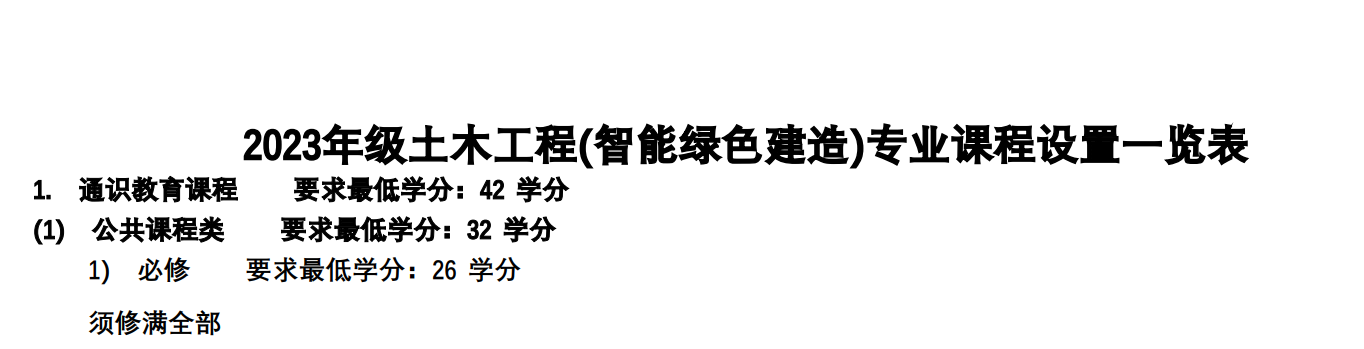 2023年级土木工程(智能绿色建造)专业课程设置一览表
1. 通识教育课程 要求最低学分：42 学分
(1) 公共课程类 要求最低学分：32 学分
1) 必修 要求最低学分：26 学分
须修满全部